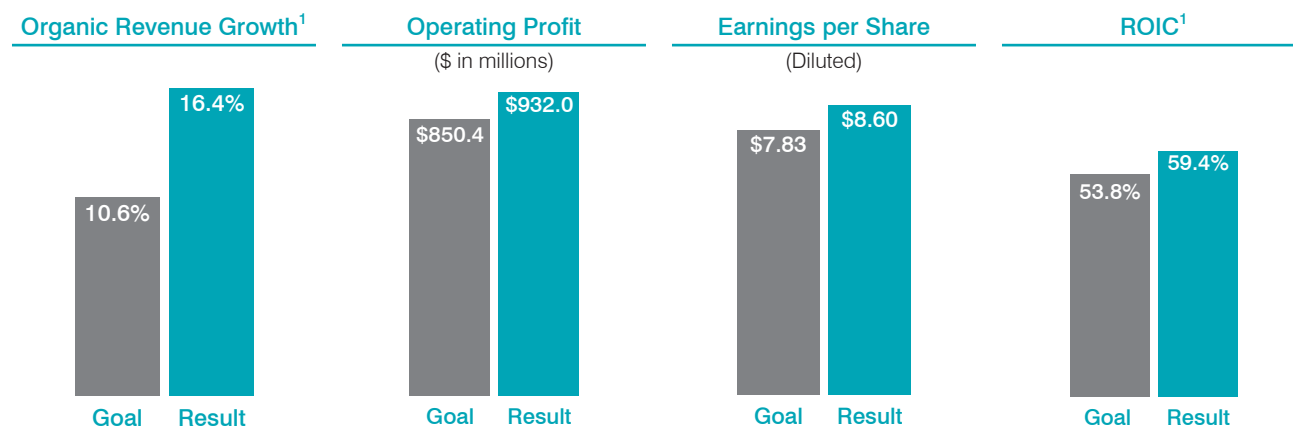 Organic Revenue Growth¹
16.4%
10.6%
Goal Result
Operating Profit
($ in millions)
$932.0
$850.4
Goal Result
Earnings per Share
(Diluted)
$8.60
$7.83
Goal Result
ROIC¹
59.4%
53.8%
Goal Result